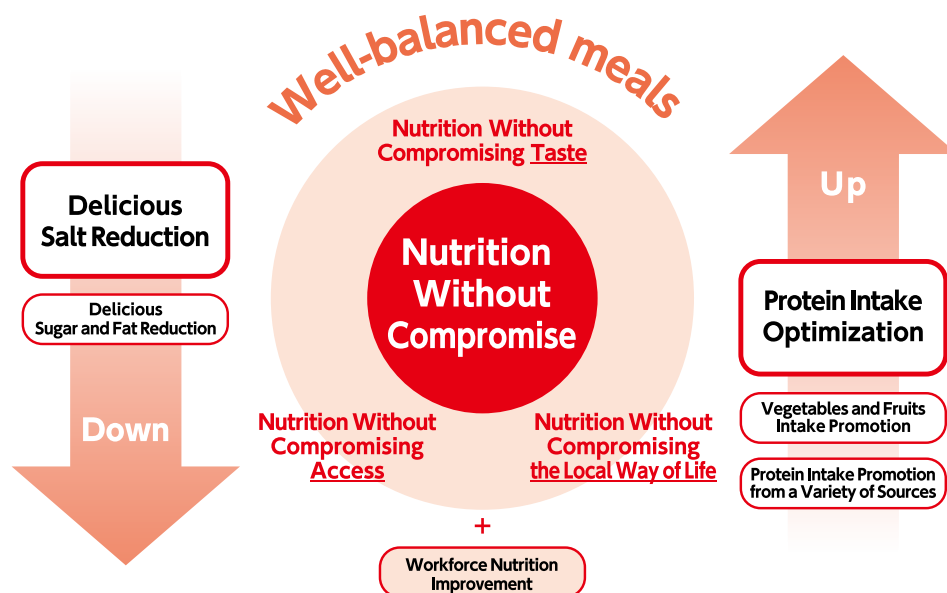 Well-balanced meals
Nutrition Without
Compromising Taste
Nutrition
Without
Compromise
Nutrition Without
Compromising
Access
Nutrition Without
Compromising
the Local Way of Life
+
Workforce Nutrition
Improvement
Delicious
Salt Reduction
Delicious
Sugar and Fat Reduction
Down
Up
Protein Intake
Optimization
Vegetables and Fruits
Intake Promotion
Protein Intake Promotion
from a Variety of Sources